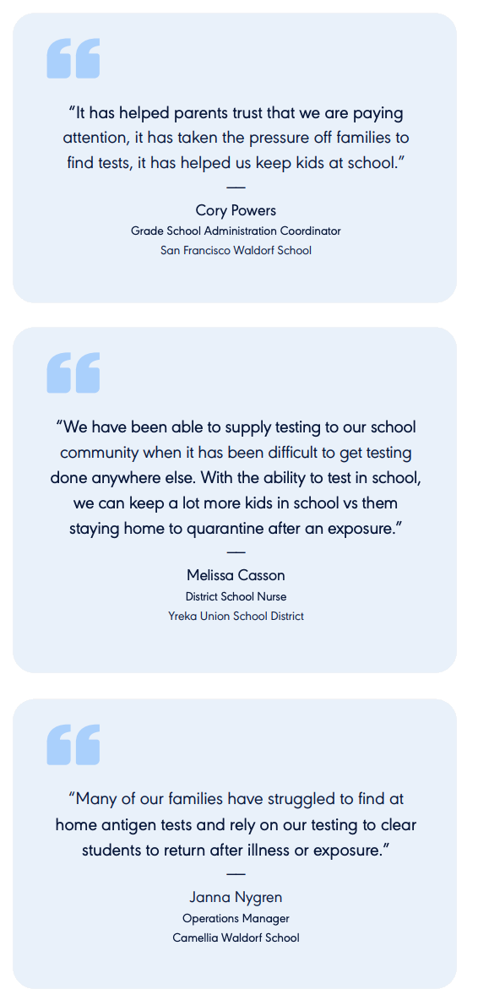 “It has helped parents trust that we are paying
attention, it has taken the pressure off families to
find tests, it has helped us keep kids at school.”
—
Cory Powers
Grade School Administration Coordinator
San Francisco Waldorf School
“We have been able to supply testing to our school
community when it has been difficult to get testing
done anywhere else. With the ability to test in school,
we can keep a lot more kids in school vs them
staying home to quarantine after an exposure.”
—
Melissa Casson
District School Nurse
Yreka Union School District
“Many of our families have struggled to find at
home antigen tests and rely on our testing to clear
students to return after illness or exposure.”
—
Janna Nygren
Operations Manager
Camellia Waldorf School